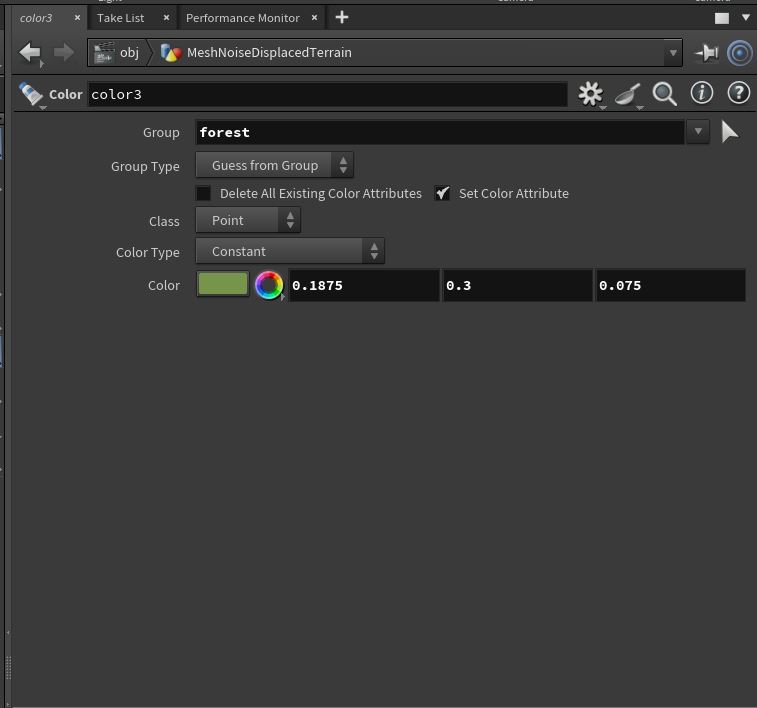 color3 × Take List × Performance Monitor × +
obj MeshNoiseDisplacedTerrain
Color color3
Group forest
Group Type Guess from Group
Delete All Existing Color Attributes Set Color Attribute
Class Point
Color Type Constant
Color 0.1875 0.3 0.075